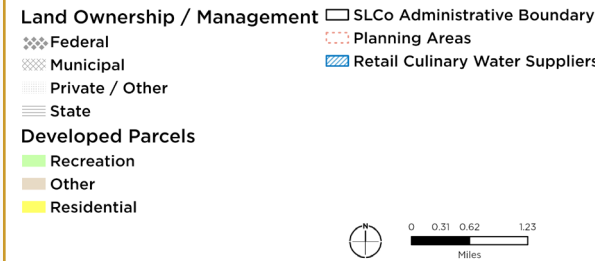 Land Ownership / Management
Federal
Municipal
Private / Other
State
Developed Parcels
Recreation
Other
Residential
SLCo Administrative Boundary
Planning Areas
Retail Culinary Water Suppliers
N
0 0.31 0.62 1.23
Miles